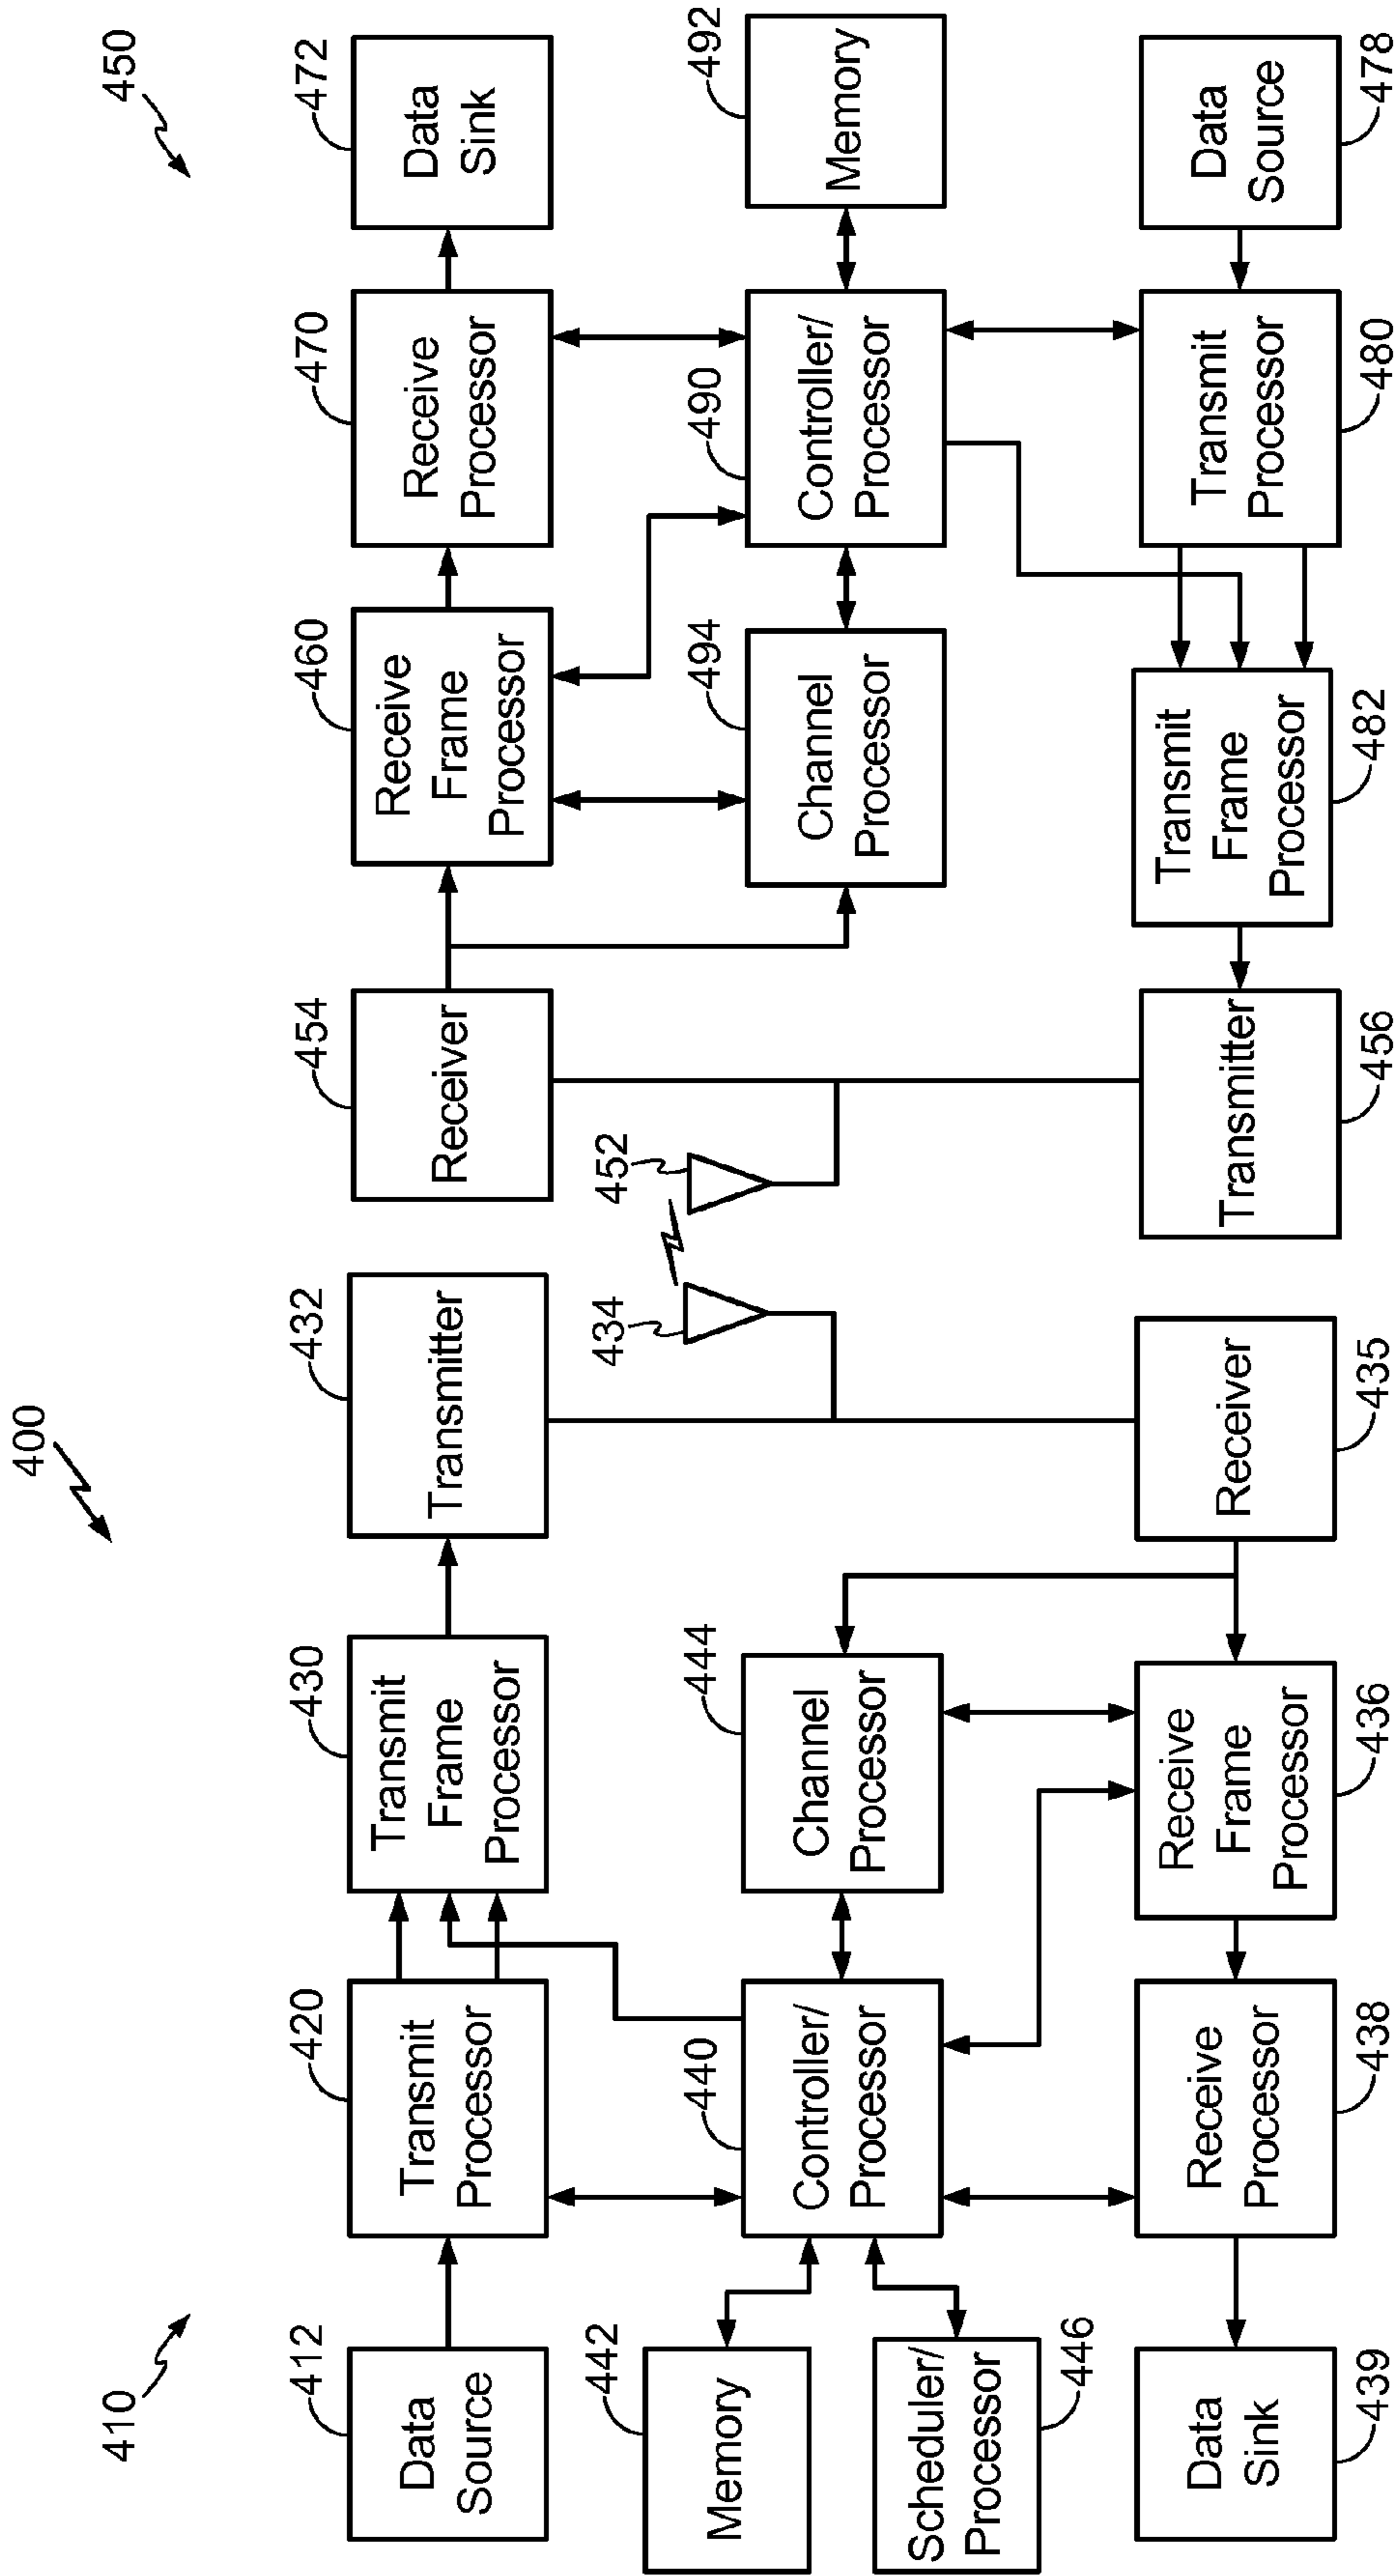 400
410
450
412
Data
Source
420
Transmit
Processor
430
Transmit
Frame
Processor
432
Transmitter
454
Receiver
460
Receive
Frame
Processor
470
Receive
Processor
472
Data
Sink
442
Memory
440
Controller/
Processor
444
Channel
Processor
434
452
494
Channel
Processor
490
Controller/
Processor
492
Memory
Scheduler/
Processor
446
Data
Sink
439
Receive
Processor
438
Receive
Frame
Processor
436
Receiver
435
Transmitter
456
Transmit
Frame
Processor
482
Transmit
Processor
480
Data
Source
478